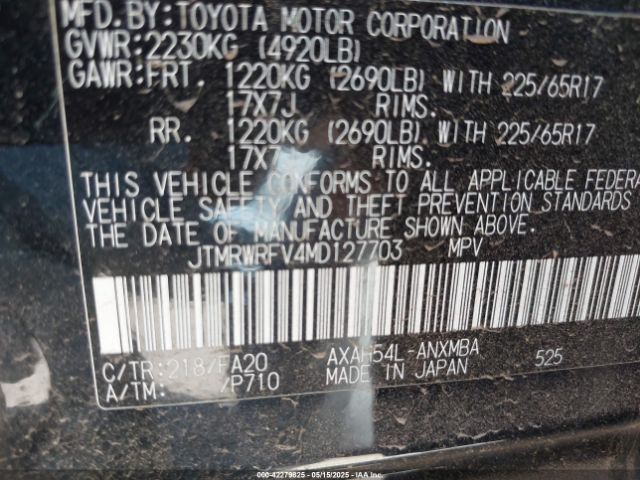 MFD.BY:TOYOTA MOTOR CORPORATION
GVWR:2230KG (4920LB)
GAWR:FRT. 1220KG (2690LB) WITH 225/65R17
17X7J RIMS.
RR. 1220KG (2690LB) WITH 225/65R17
17X7 RIMS.
THIS VEHICLE CONFORMS TO ALL APPLICABLE FEDERA
VEHICLE SAFETY AND THEFT PREVENTION STANDARDS
THE DATE OF MANUFACTURE SHOWN ABOVE.
JTMRWRFV4MD127703 MPV
C/TR:218/FA20 AXAH54L-ANXMBA 525
A/TM: /P710 MADE IN JAPAN
000-42279825 05/15/2025 IAAI.COM